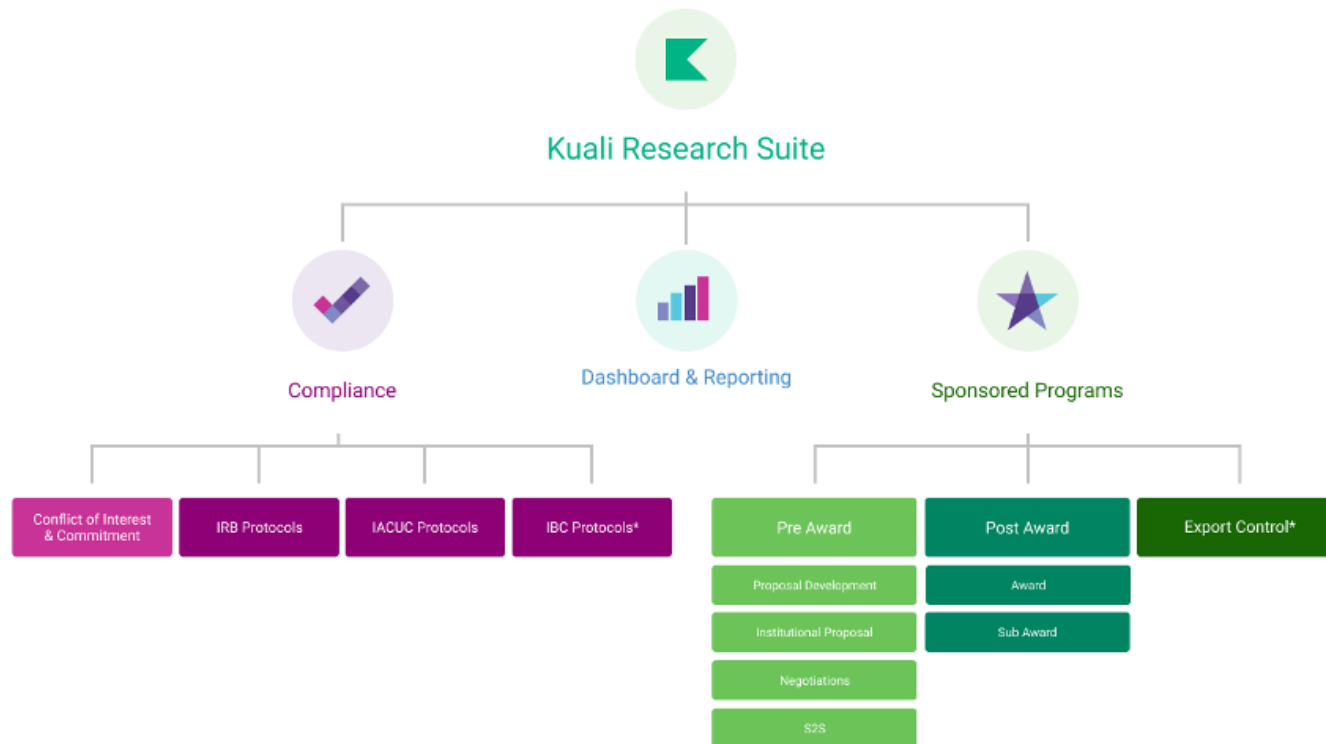 Kuali Research Suite
Compliance
Dashboard & Reporting
Sponsored Programs
Conflict of Interest
& Commitment
IRB Protocols
IACUC Protocols
IBC Protocols*
Pre Award
Proposal Development
Institutional Proposal
Negotiations
S2S
Post Award
Award
Sub Award
Export Control*